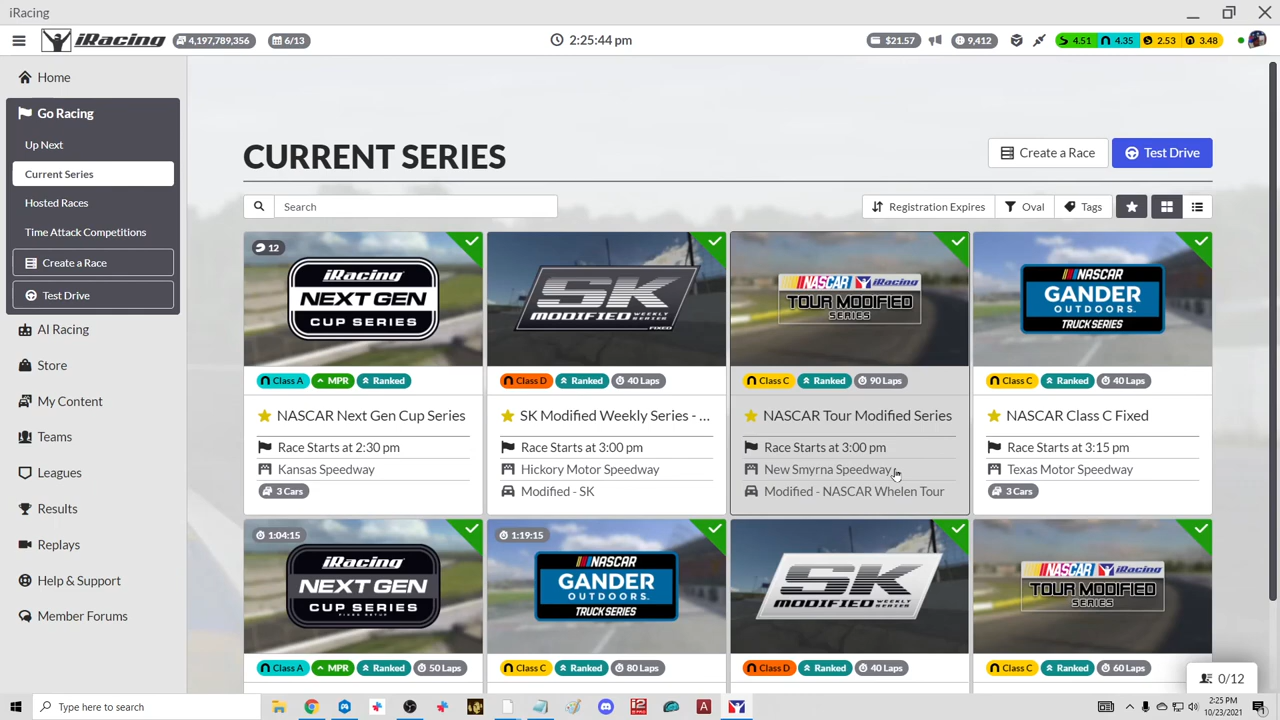 iRacing
iRacing 4,197,789,356 6/13 2:25:44 pm $21.57 9,412 4.51 4.35 2.53 3.48
Home
Go Racing
Up Next
Current Series
Hosted Races
Time Attack Competitions
Create a Race
Test Drive
AI Racing
Store
My Content
Teams
Leagues
Results
Replays
Help & Support
Member Forums
CURRENT SERIES
Create a Race
Test Drive
Search
Registration Expires
Oval
Tags
12
iRacing
NEXT GEN
CUP SERIES
Class A MPR Ranked
NASCAR Next Gen Cup Series
Race Starts at 2:30 pm
Kansas Speedway
3 Cars
SK
MODIFIED WEEKLY SERIES
FIXED
Class D Ranked 40 Laps
SK Modified Weekly Series - ...
Race Starts at 3:00 pm
Hickory Motor Speedway
Modified - SK
NASCAR iRacing
TOUR MODIFIED
SERIES
Class C Ranked 90 Laps
NASCAR Tour Modified Series
Race Starts at 3:00 pm
New Smyrna Speedway
Modified - NASCAR Whelen Tour
NASCAR
GANDER
OUTDOORS
TRUCK SERIES
Class C Ranked 40 Laps
NASCAR Class C Fixed
Race Starts at 3:15 pm
Texas Motor Speedway
3 Cars
1:04:15
iRacing
NEXT GEN
CUP SERIES
FIXED SETUP
Class A MPR Ranked 50 Laps
1:19:15
NASCAR
GANDER
OUTDOORS
TRUCK SERIES
Class C Ranked 80 Laps
SK
MODIFIED WEEKLY SERIES
Class D Ranked 40 Laps
NASCAR iRacing
TOUR MODIFIED
SERIES
Class C Ranked 60 Laps
0/12
Type here to search
2:25 PM
10/23/2021